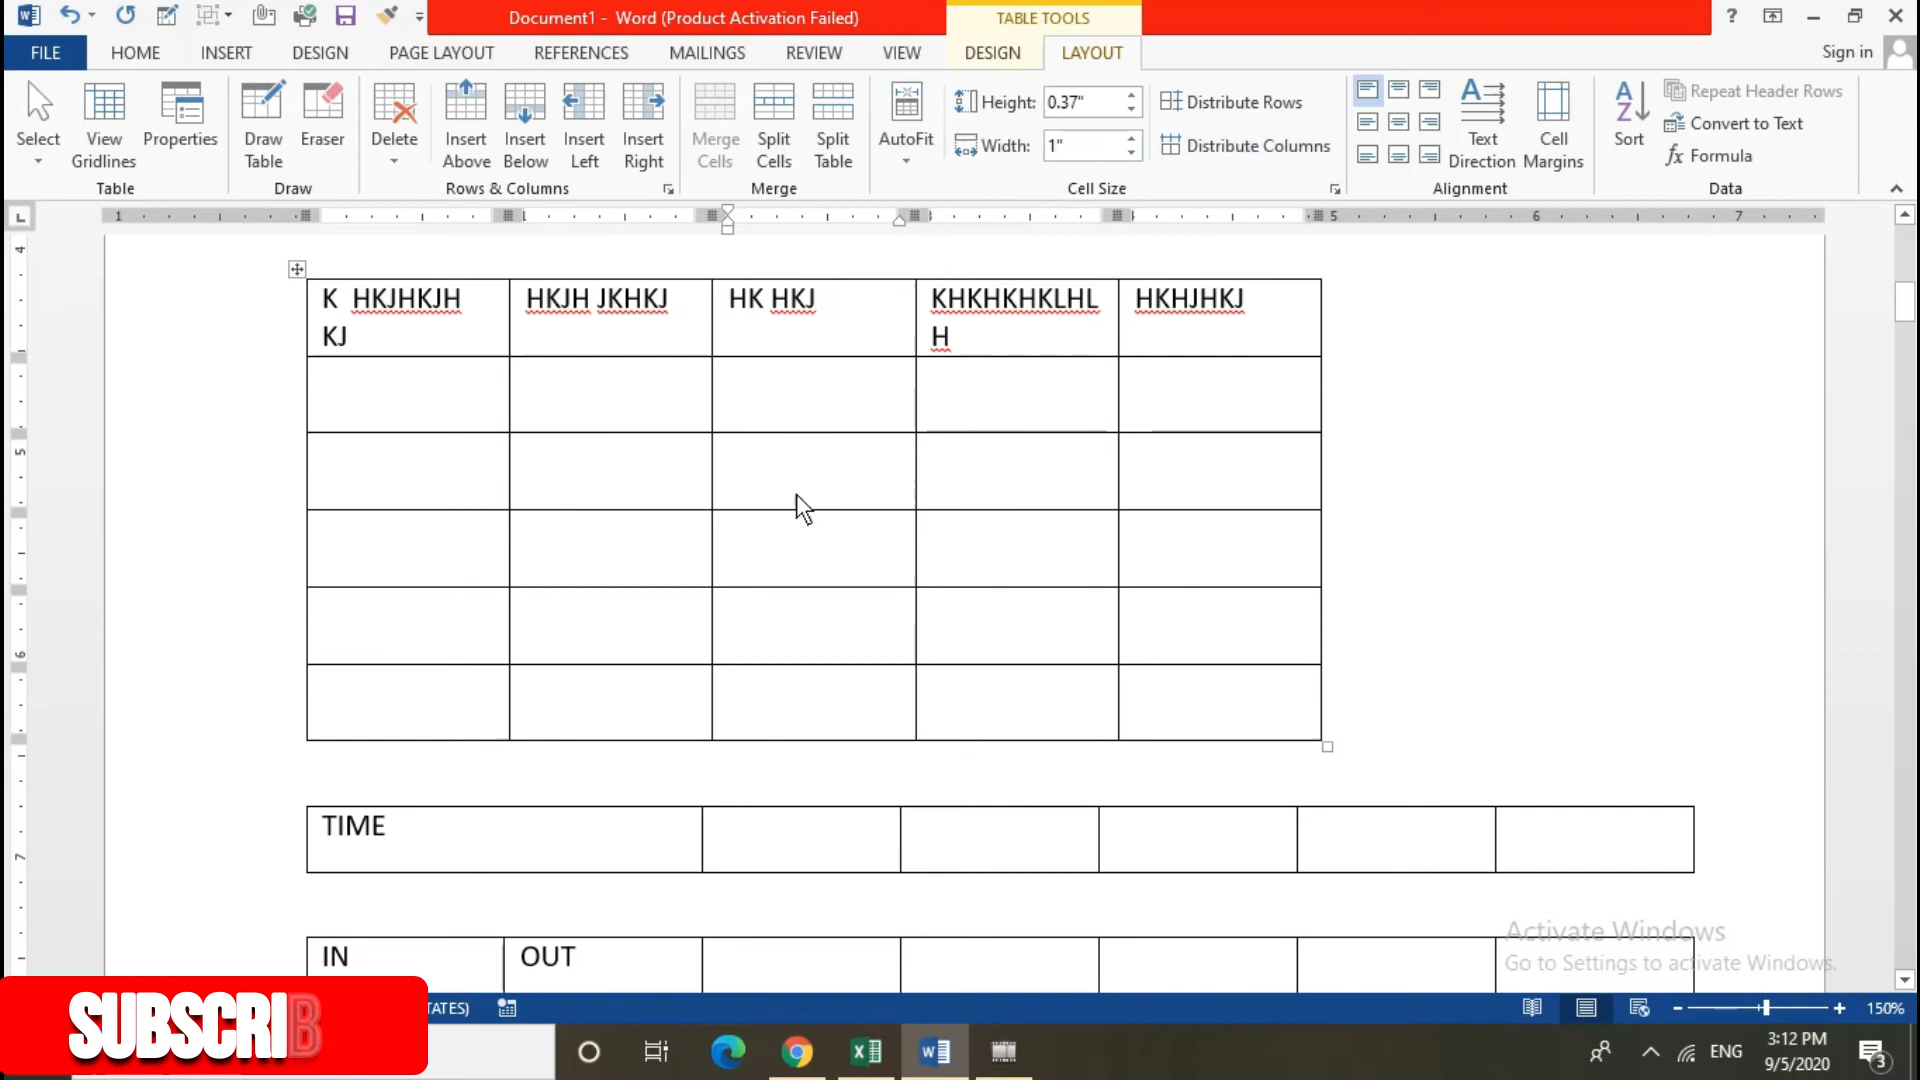 Document1 - Word (Product Activation Failed)
TABLE TOOLS
?
FILE HOME INSERT DESIGN PAGE LAYOUT REFERENCES MAILINGS REVIEW VIEW DESIGN LAYOUT Sign in
Select
View Gridlines
Properties
Draw Table
Eraser
Delete
Insert Above
Insert Below
Insert Left
Insert Right
Merge Cells
Split Cells
Split Table
AutoFit
Height: 0.37"
Width: 1"
Distribute Rows
Distribute Columns
Text Direction
Cell Margins
Sort
Repeat Header Rows
Convert to Text
Formula
Table Draw Rows & Columns Merge Cell Size Alignment Data
K HKJHKJH
KJ
HKJH JKHKJ
HK HKJ
KHKHKHKLHL
H
HKHJHKJ
TIME
IN OUT
Activate Windows
Go to Settings to activate Windows.
TATES)
150%
SUBSCRIB
ENG
3:12 PM
9/5/2020
3